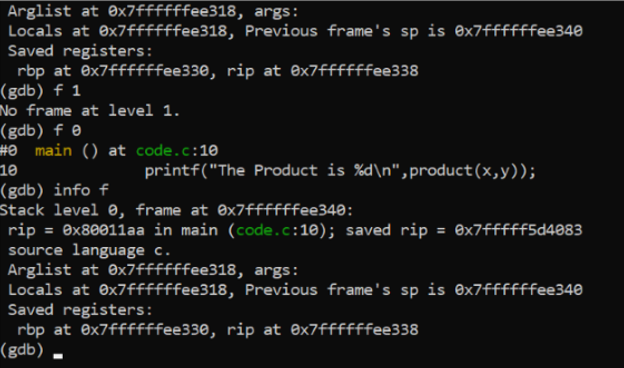 Arglist at 0x7ffffffee318, args:
Locals at 0x7ffffffee318, Previous frame's sp is 0x7ffffffee340
Saved registers:
rbp at 0x7ffffffee330, rip at 0x7ffffffee338
(gdb) f 1
No frame at level 1.
(gdb) f 0
#0  main () at code.c:10
10              printf("The Product is %d\n",product(x,y));
(gdb) info f
Stack level 0, frame at 0x7ffffffee340:
rip = 0x80011aa in main (code.c:10); saved rip = 0x7fffff5d4083
source language c.
Arglist at 0x7ffffffee318, args:
Locals at 0x7ffffffee318, Previous frame's sp is 0x7ffffffee340
Saved registers:
rbp at 0x7ffffffee330, rip at 0x7ffffffee338
(gdb)